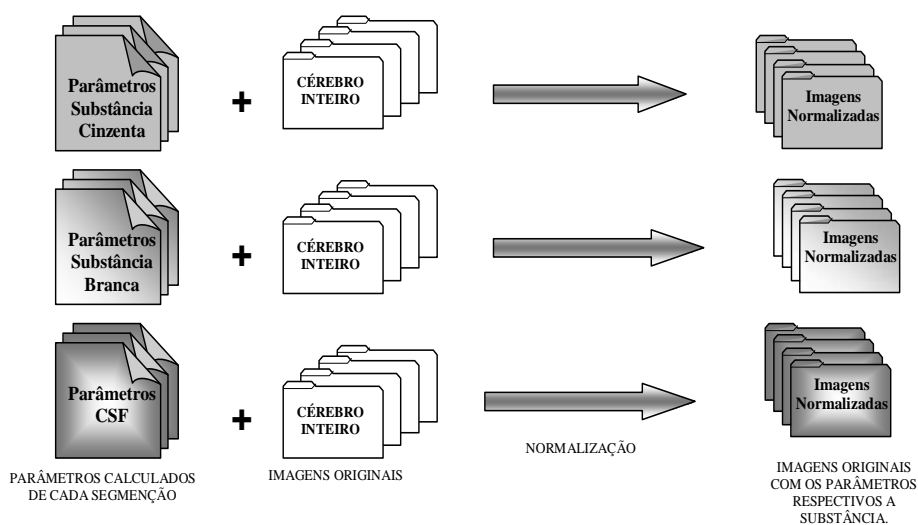 Parâmetros
Substância
Cinzenta
+
CÉREBRO
INTEIRO
Imagens
Normalizadas
Parâmetros
Substância
Branca
+
CÉREBRO
INTEIRO
Imagens
Normalizadas
Parâmetros
CSF
+
CÉREBRO
INTEIRO
Imagens
Normalizadas
PARÂMETROS CALCULADOS
DE CADA SEGMENÇÃO
IMAGENS ORIGINAIS
NORMALIZAÇÃO
IMAGENS ORIGINAIS
COM OS PARÂMETROS
RESPECTIVOS A
SUBSTÂNCIA.